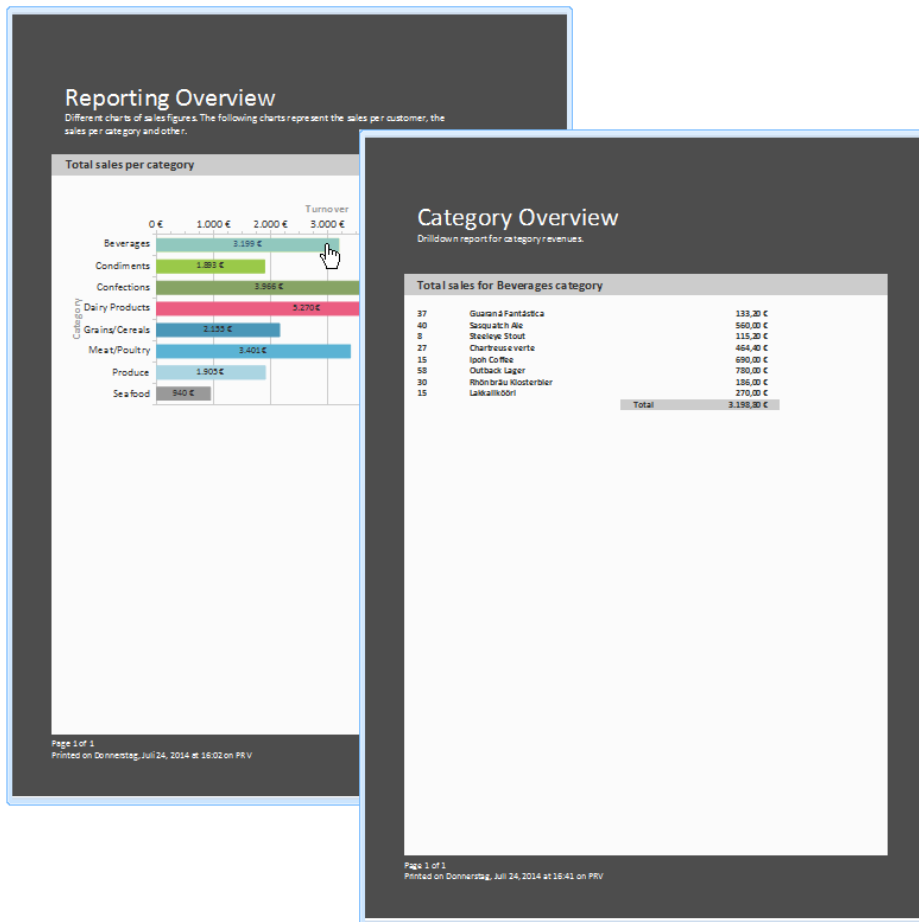 Reporting Overview
Different charts of sales figures. The following charts represent the sales per customer, the
sales per category and other.
Total sales per category
Turnover
0 € 1.000 € 2.000 € 3.000 €
Category
Beverages 3.199 €
Condiments 1.893 €
Confections 3.966 €
Dairy Products 5.270 €
Grains/Cereals 2.155 €
Meat/Poultry 3.401 €
Produce 1.905 €
Seafood 940 €
Page 1 of 1
Printed on Donnerstag, Juli 24, 2014 at 16:02 on PRV
Category Overview
Drilldown report for category revenues.
Total sales for Beverages category
37 Guaraná Fantástica 133,20 €
40 Sasquatch Ale 560,00 €
8 Steeleye Stout 115,20 €
27 Chartreuse verte 464,40 €
15 Ipoh Coffee 690,00 €
58 Outback Lager 780,00 €
30 Rhönbräu Klosterbier 186,00 €
15 Lakkalikööri 270,00 €
Total 3.198,80 €
Page 1 of 1
Printed on Donnerstag, Juli 24, 2014 at 16:41 on PRV